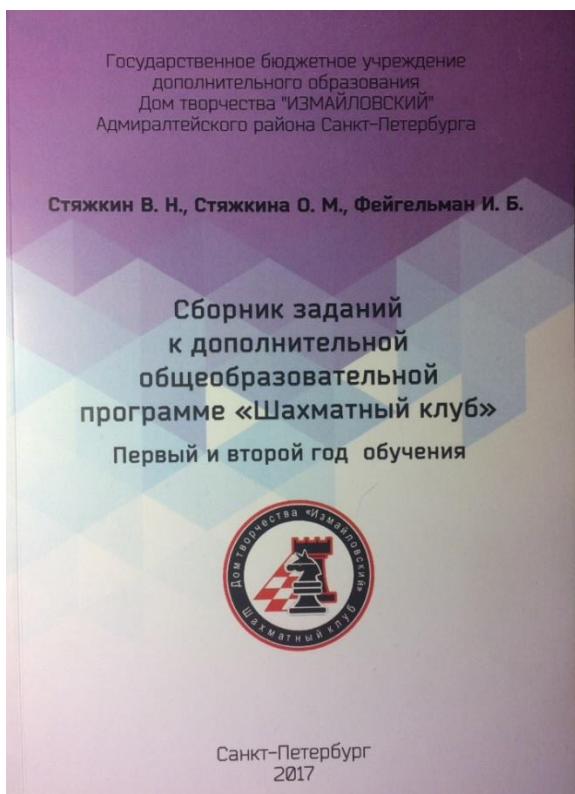 Государственное бюджетное учреждение
дополнительного образования
Дом творчества "ИЗМАЙЛОВСКИЙ"
Адмиралтейского района Санкт-Петербурга
Стяжкин В. Н., Стяжкина О. М., Фейгельман И. Б.
Сборник заданий
к дополнительной
общеобразовательной
программе «Шахматный клуб»
Первый и второй год обучения
Дом творчества «Измайловский»
Шахматный клуб
Санкт-Петербург
2017